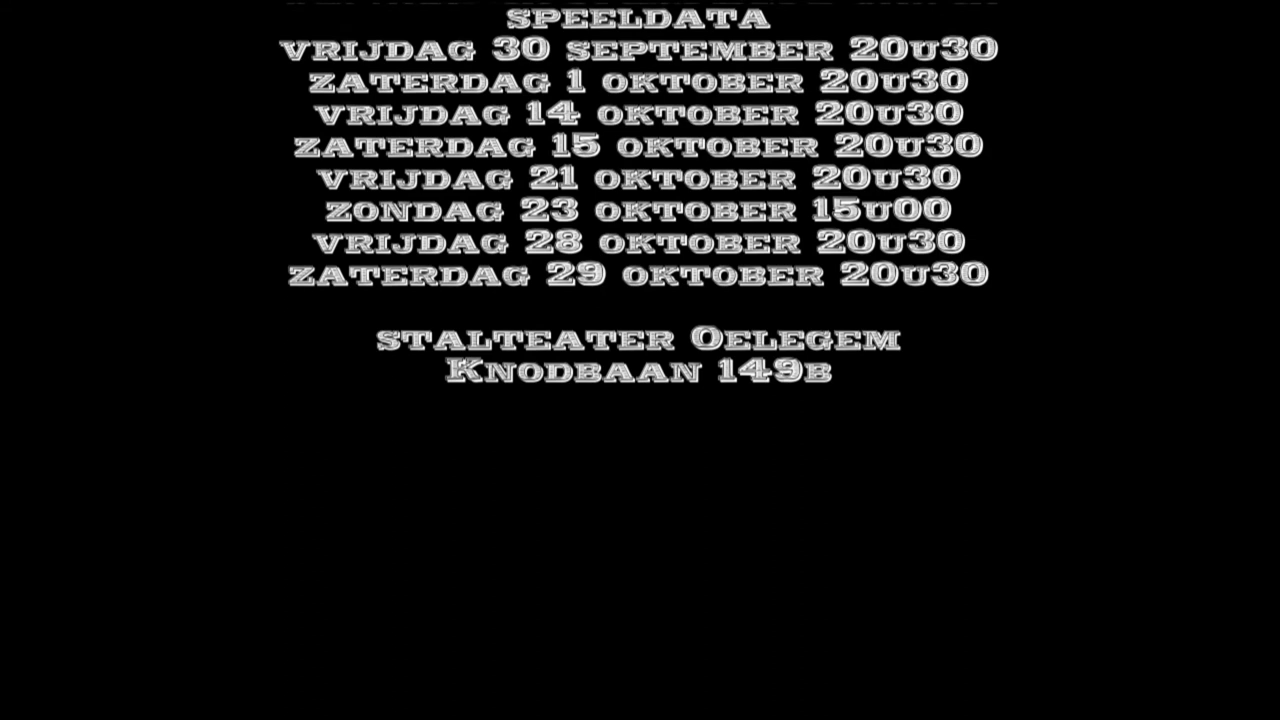 SPEELDATA
VRIJDAG 30 SEPTEMBER 20U30
ZATERDAG 1 OKTOBER 20U30
VRIJDAG 14 OKTOBER 20U30
ZATERDAG 15 OKTOBER 20U30
VRIJDAG 21 OKTOBER 20U30
ZONDAG 23 OKTOBER 15U00
VRIJDAG 28 OKTOBER 20U30
ZATERDAG 29 OKTOBER 20U30
STALTEATER OELEGEM
KNODBAAN 149B